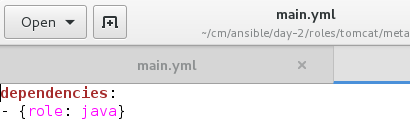 Open
main.yml
~/cm/ansible/day-2/roles/tomcat/meta
main.yml ×
dependencies:
- {role: java}